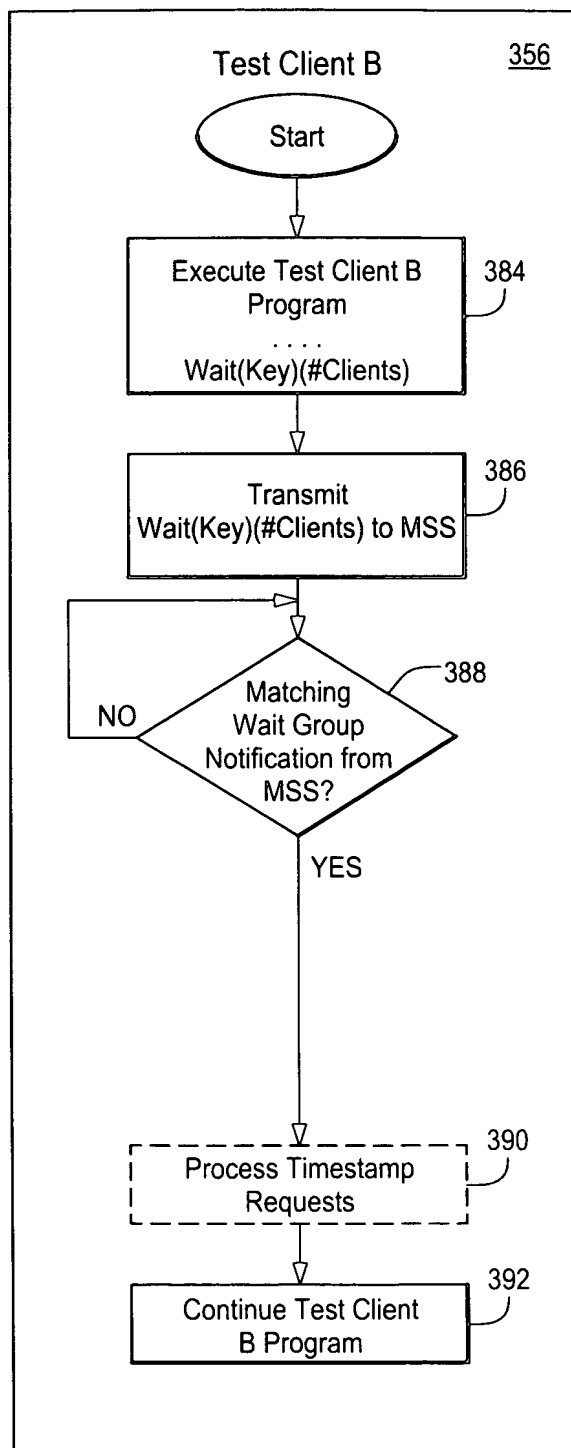 356
Test Client B
Start
Execute Test Client B
Program
. . . .
Wait(Key)(#Clients)
384
Transmit
Wait(Key)(#Clients) to MSS
386
Matching
Wait Group
Notification from
MSS?
388
NO
YES
Process Timestamp
Requests
390
Continue Test Client
B Program
392